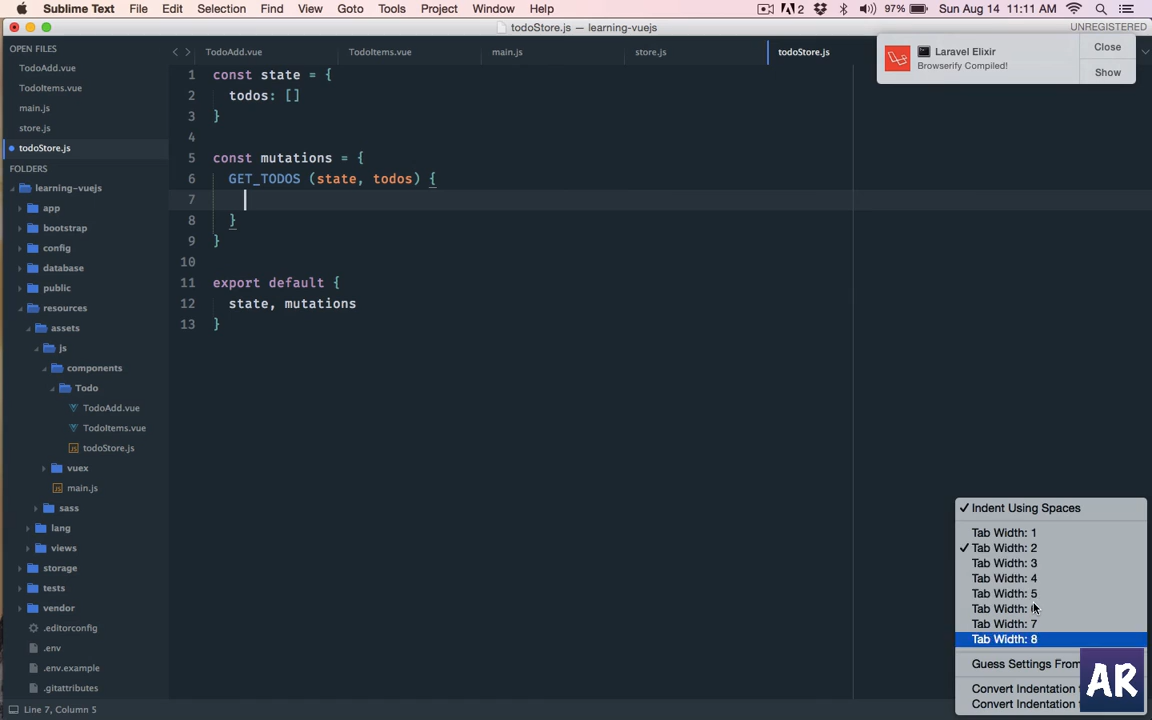 Sublime Text File Edit Selection Find View Goto Tools Project Window Help 2 97% Sun Aug 14 11:11 AM
todoStore.js — learning-vuejs UNREGISTERED
OPEN FILES
TodoAdd.vue
TodoItems.vue
main.js
store.js
todoStore.js
FOLDERS
learning-vuejs
app
bootstrap
config
database
public
resources
assets
js
components
Todo
TodoAdd.vue
TodoItems.vue
todoStore.js
vuex
main.js
sass
lang
views
storage
tests
vendor
.editorconfig
.env
.env.example
.gitattributes
TodoAdd.vue TodoItems.vue main.js store.js todoStore.js
1 const state = {
2 todos: []
3 }
4
5 const mutations = {
6 GET_TODOS (state, todos) {
7
8 }
9 }
10
11 export default {
12 state, mutations
13 }
Laravel Elixir
Browserify Compiled!
Close
Show
✓ Indent Using Spaces
Tab Width: 1
✓ Tab Width: 2
Tab Width: 3
Tab Width: 4
Tab Width: 5
Tab Width:
Tab Width: 7
Tab Width: 8
Guess Settings From
Convert Indentation
Convert Indentation
AR
Line 7, Column 5